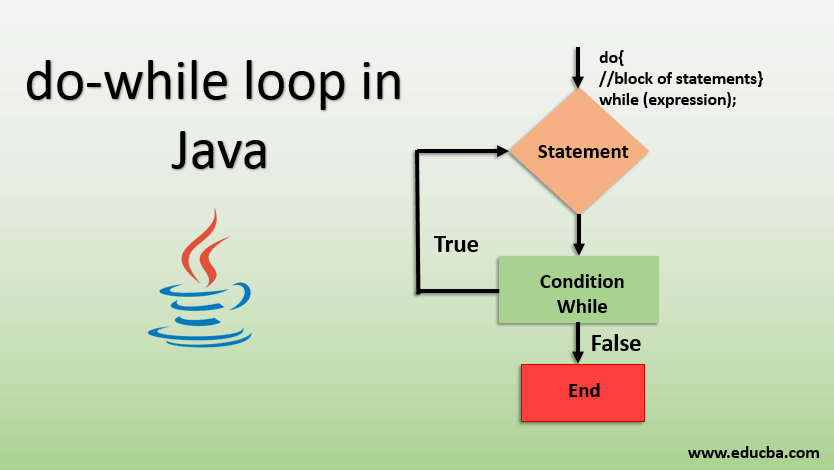 do-while loop in
Java
do{
//block of statements}
while (expression);
Statement
True
Condition
While
False
End
www.educba.com